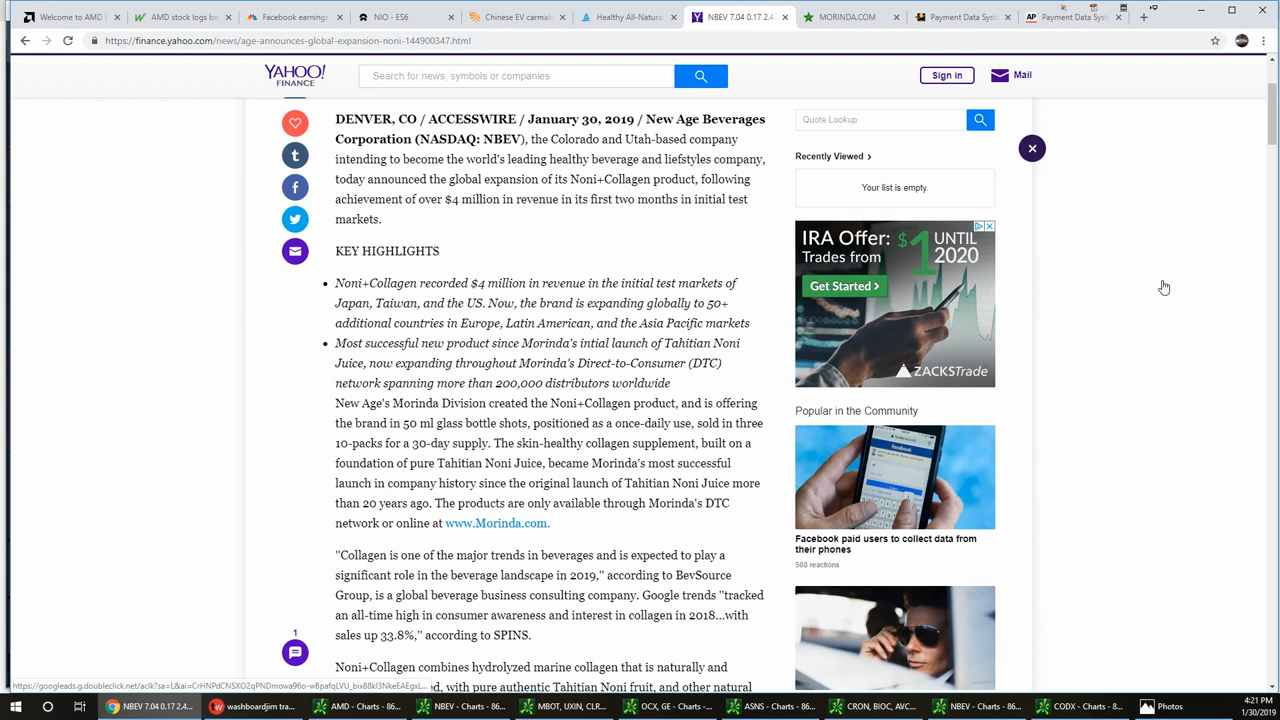 Welcome to AMD |
AMD stock logs be
Facebook earnings
NIO - ES6
Chinese EV carmak
Healthy All-Natural
NBEV 7.04 0.17 2.4
MORINDA.COM
Payment Data Syst
Payment Data Syst
https://finance.yahoo.com/news/age-announces-global-expansion-noni-144900347.html
YAHOO!
FINANCE
Search for news, symbols or companies
Sign in
Mail
DENVER, CO / ACCESSWIRE / January 30, 2019 / New Age Beverages
Corporation (NASDAQ: NBEV), the Colorado and Utah-based company
intending to become the world's leading healthy beverage and liefstyles company,
today announced the global expansion of its Noni+Collagen product, following
achievement of over $4 million in revenue in its first two months in initial test
markets.
KEY HIGHLIGHTS
Noni+Collagen recorded $4 million in revenue in the initial test markets of
Japan, Taiwan, and the US. Now, the brand is expanding globally to 50+
additional countries in Europe, Latin American, and the Asia Pacific markets
Most successful new product since Morinda's intial launch of Tahitian Noni
Juice, now expanding throughout Morinda's Direct-to-Consumer (DTC)
network spanning more than 200,000 distributors worldwide
New Age's Morinda Division created the Noni+Collagen product, and is offering
the brand in 50 ml glass bottle shots, positioned as a once-daily use, sold in three
10-packs for a 30-day supply. The skin-healthy collagen supplement, built on a
foundation of pure Tahitian Noni Juice, became Morinda's most successful
launch in company history since the original launch of Tahitian Noni Juice more
than 20 years ago. The products are only available through Morinda's DTC
network or online at www.Morinda.com.
"Collagen is one of the major trends in beverages and is expected to play a
significant role in the beverage landscape in 2019," according to BevSource
Group, is a global beverage business consulting company. Google trends "tracked
an all-time high in consumer awareness and interest in collagen in 2018...with
sales up 33.8%," according to SPINS.
Noni+Collagen combines hydrolyzed marine collagen that is naturally and
d, with pure authentic Tahitian Noni fruit, and other natural
1
Quote Lookup
Recently Viewed
Your list is empty.
IRA Offer: $1 UNTIL
Trades from 2020
Get Started
ZACKSTrade
Popular in the Community
Facebook paid users to collect data from
their phones
508 reactions
NBEV 7.04 0.17 2.4
washboardjim tra...
AMD - Charts - 86...
NBEV - Charts - 86...
MBOT, UXIN, CLR...
OCX, GE - Charts -...
ASNS - Charts - 86...
CRON, BIOC, AVC...
NBEV - Charts - 86...
CODX - Charts - 8...
Photos
4:21 PM
1/30/2019